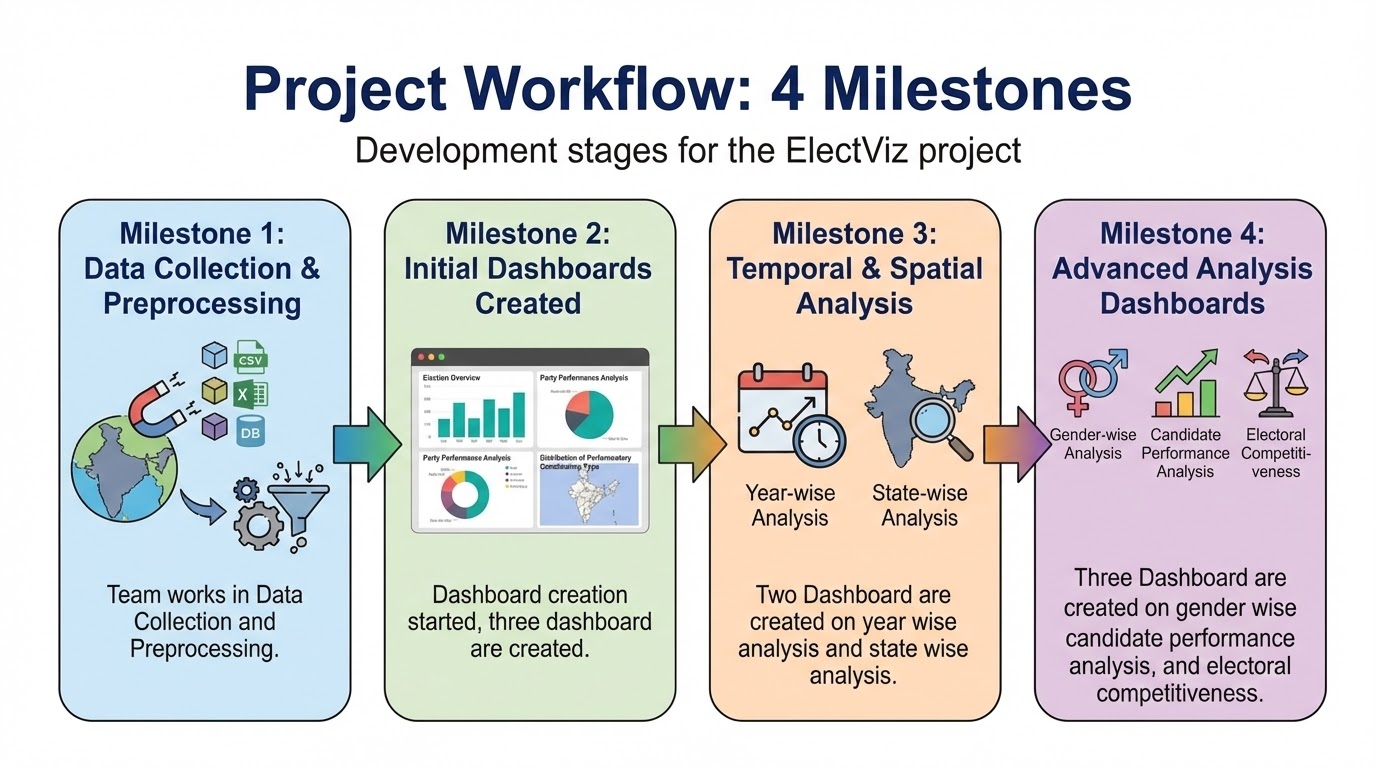 Project Workflow: 4 Milestones
Development stages for the ElectViz project
Milestone 1:
Data Collection &
Preprocessing
CSV
X
DB
Team works in Data
Collection and
Preprocessing.
Milestone 2:
Initial Dashboards
Created
Election Overview
Party Performance Analysis
Party Performance Analysis
Distribution of
Dashboard creation
started, three dashboard
are created.
Milestone 3:
Temporal & Spatial
Analysis
Year-wise
Analysis
State-wise
Analysis
Two Dashboard are
created on year wise
analysis and state wise
analysis.
Milestone 4:
Advanced Analysis
Dashboards
Gender-wise
Analysis
Candidate
Performance
Analysis
Electoral
Competiti-
veness
Three Dashboard are
created on gender wise
candidate performance
analysis, and electoral
competitiveness.